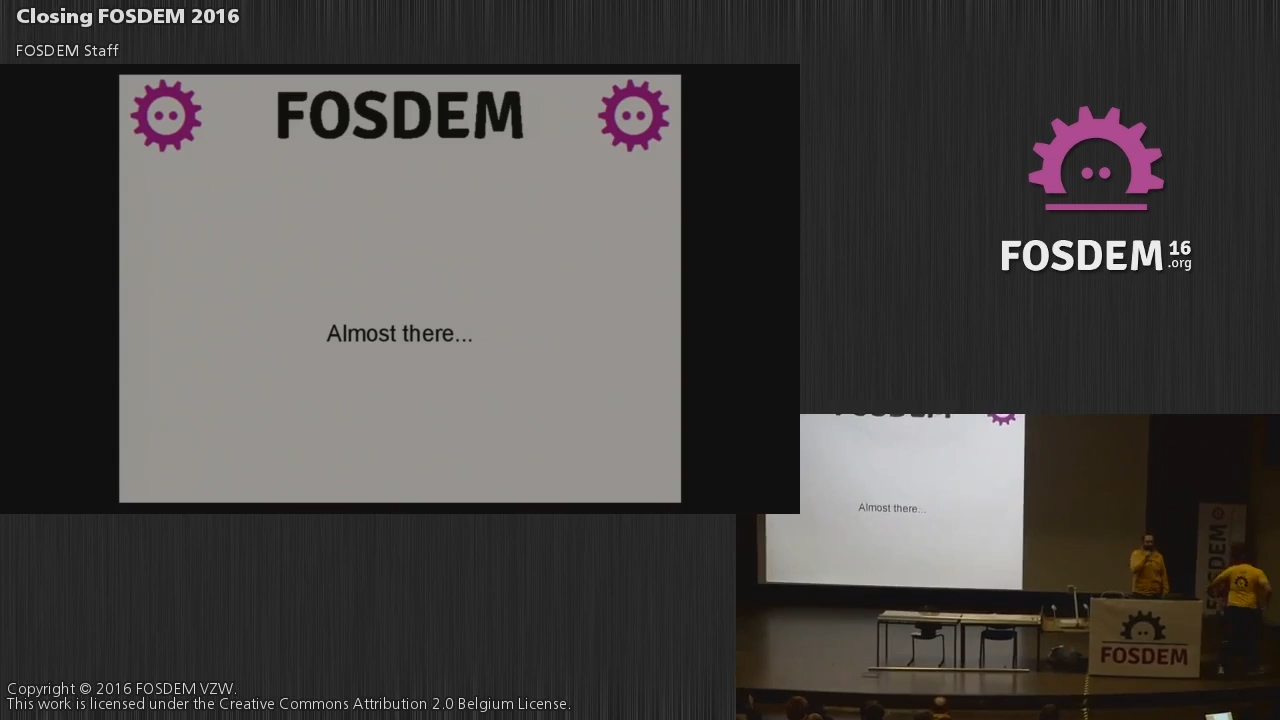 Closing FOSDEM 2016
FOSDEM Staff
FOSDEM
Almost there...
FOSDEM 16
.org
FOSDEM
Almost there...
FOSDEM
FOSDEM
Copyright © 2016 FOSDEM VZW.
This work is licensed under the Creative Commons Attribution 2.0 Belgium License.